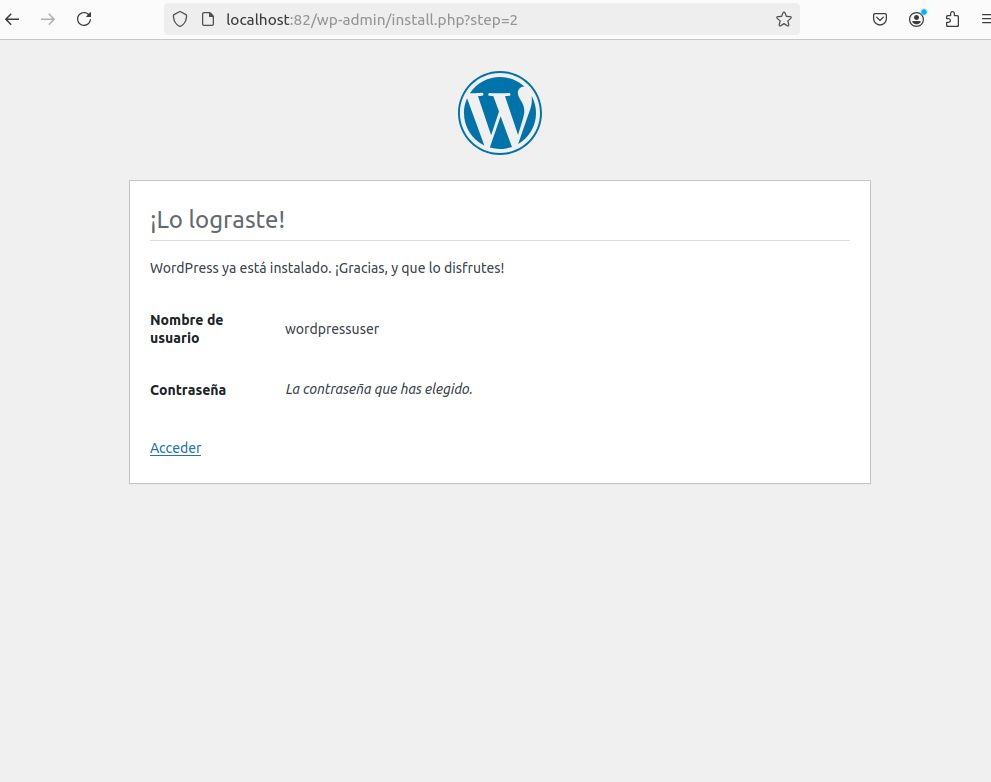 localhost:82/wp-admin/install.php?step=2
¡Lo lograste!
WordPress ya está instalado. ¡Gracias, y que lo disfrutes!
Nombre de
usuario
wordpressuser
Contraseña
La contraseña que has elegido.
Acceder